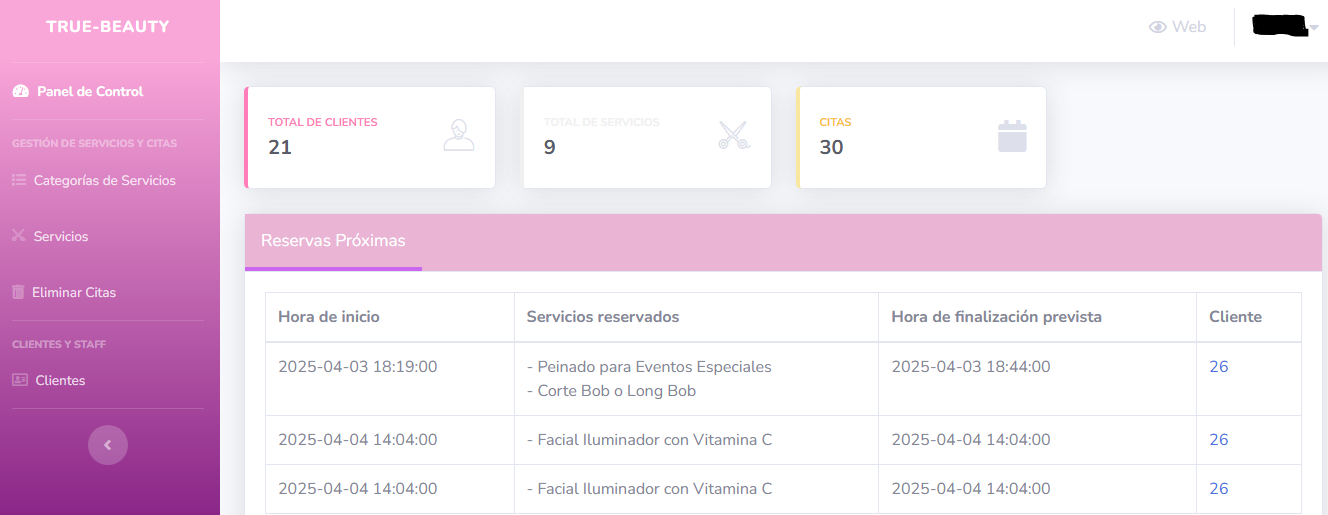 TRUE-BEAUTY
Web
Panel de Control
GESTIÓN DE SERVICIOS Y CITAS
Categorías de Servicios
Servicios
Eliminar Citas
CLIENTES Y STAFF
Clientes
TOTAL DE CLIENTES
21
TOTAL DE SERVICIOS
9
CITAS
30
Reservas Próximas
Hora de inicio Servicios reservados Hora de finalización prevista Cliente
2025-04-03 18:19:00 - Peinado para Eventos Especiales 2025-04-03 18:44:00 26
- Corte Bob o Long Bob
2025-04-04 14:04:00 - Facial Iluminador con Vitamina C 2025-04-04 14:04:00 26
2025-04-04 14:04:00 - Facial Iluminador con Vitamina C 2025-04-04 14:04:00 26